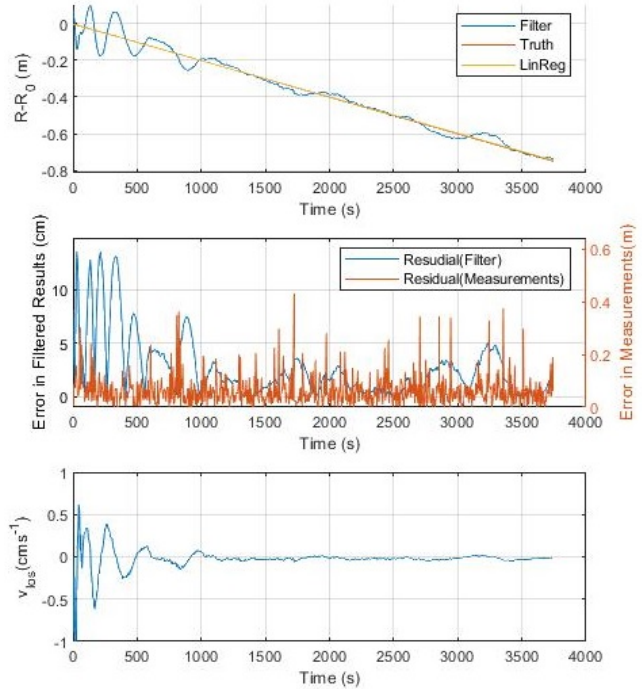 0
-0.2
-0.4
-0.6
-0.8
R-R0 (m)
Filter
Truth
LinReg
0 500 1000 1500 2000 2500 3000 3500 4000
Time (s)
Error in Filtered Results (cm)
10
5
0
Resudial(Filter)
Residual(Measurements)
0.6
0.4
0.2
0
Error in Measurements(m)
0 500 1000 1500 2000 2500 3000 3500 4000
Time (s)
1
0.5
0
-0.5
-1
vlos(cms-1)
0 500 1000 1500 2000 2500 3000 3500 4000
Time (s)